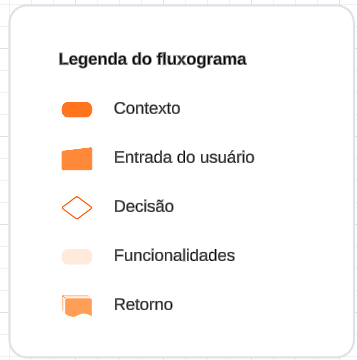 Legenda do fluxograma
Contexto
Entrada do usuário
Decisão
Funcionalidades
Retorno